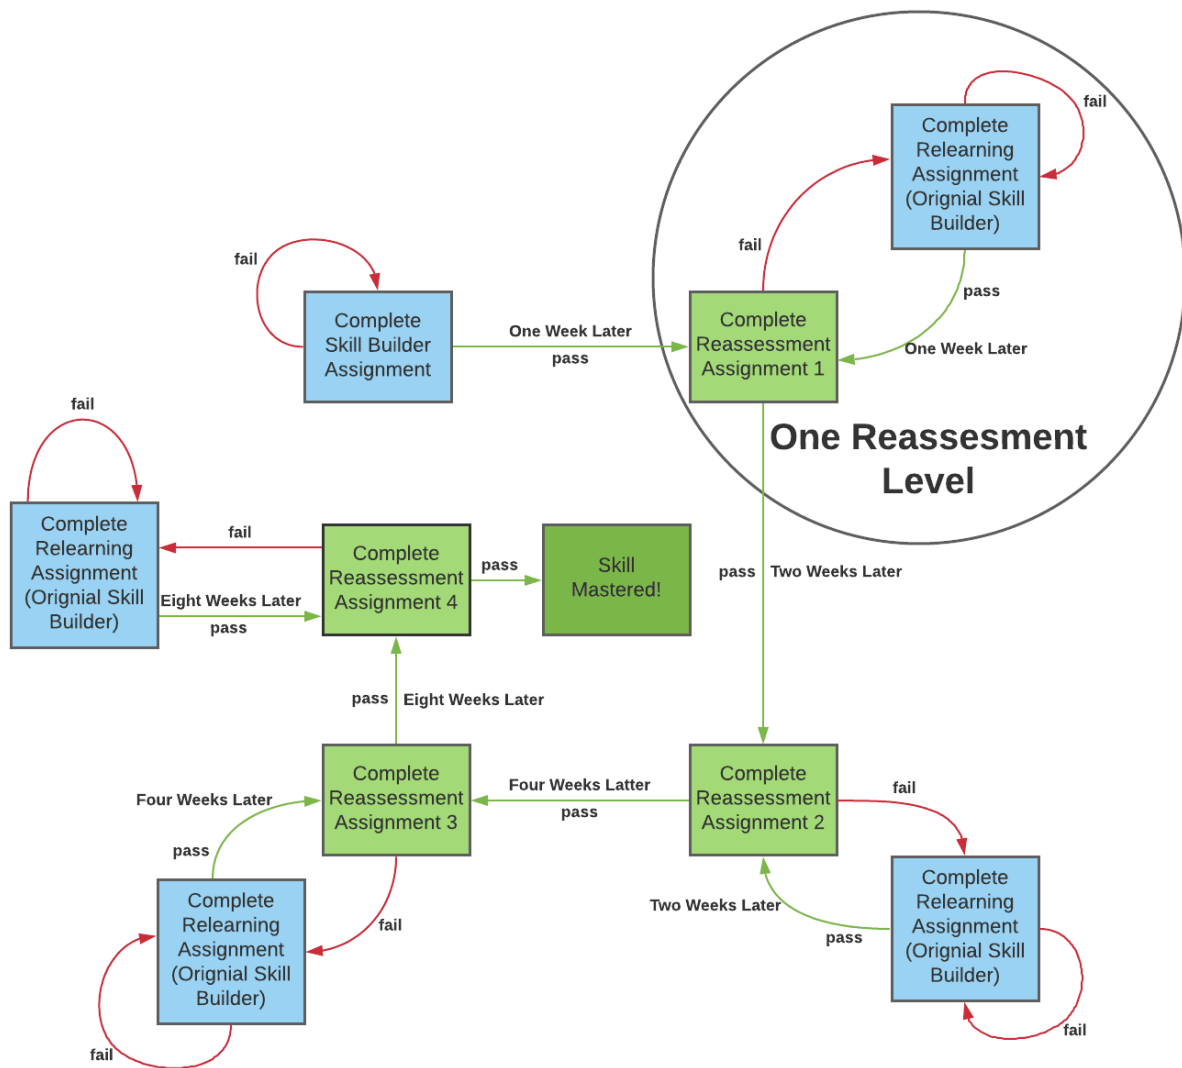 fail
Complete
Relearning
Assignment
(Orignial Skill
Builder)
fail
pass
One Week Later
Complete
Reassessment
Assignment 1
One Reassesment
Level
fail
Complete
Skill Builder
Assignment
One Week Later
pass
fail
Complete
Relearning
Assignment
(Orignial Skill
Builder)
fail
Eight Weeks Later
pass
Complete
Reassessment
Assignment 4
pass
Skill
Mastered!
pass
Two Weeks Later
pass
Eight Weeks Later
Complete
Reassessment
Assignment 3
Four Weeks Latter
pass
Complete
Reassessment
Assignment 2
fail
Four Weeks Later
pass
fail
Complete
Relearning
Assignment
(Orignial Skill
Builder)
fail
Two Weeks Later
pass
Complete
Relearning
Assignment
(Orignial Skill
Builder)
fail